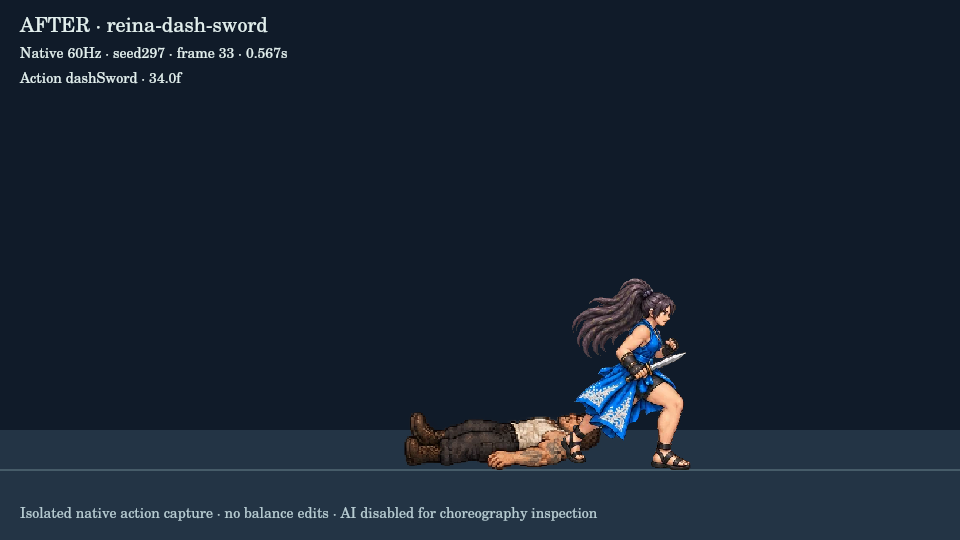 AFTER · reina-dash-sword
Native 60Hz · seed297 · frame 33 · 0.567s
Action dashSword · 34.0f
Isolated native action capture · no balance edits · AI disabled for choreography inspection